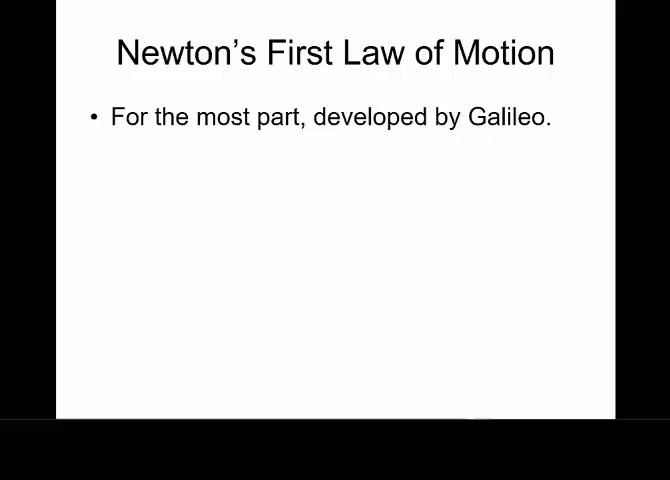 Newton’s First Law of Motion
• For the most part, developed by Galileo.